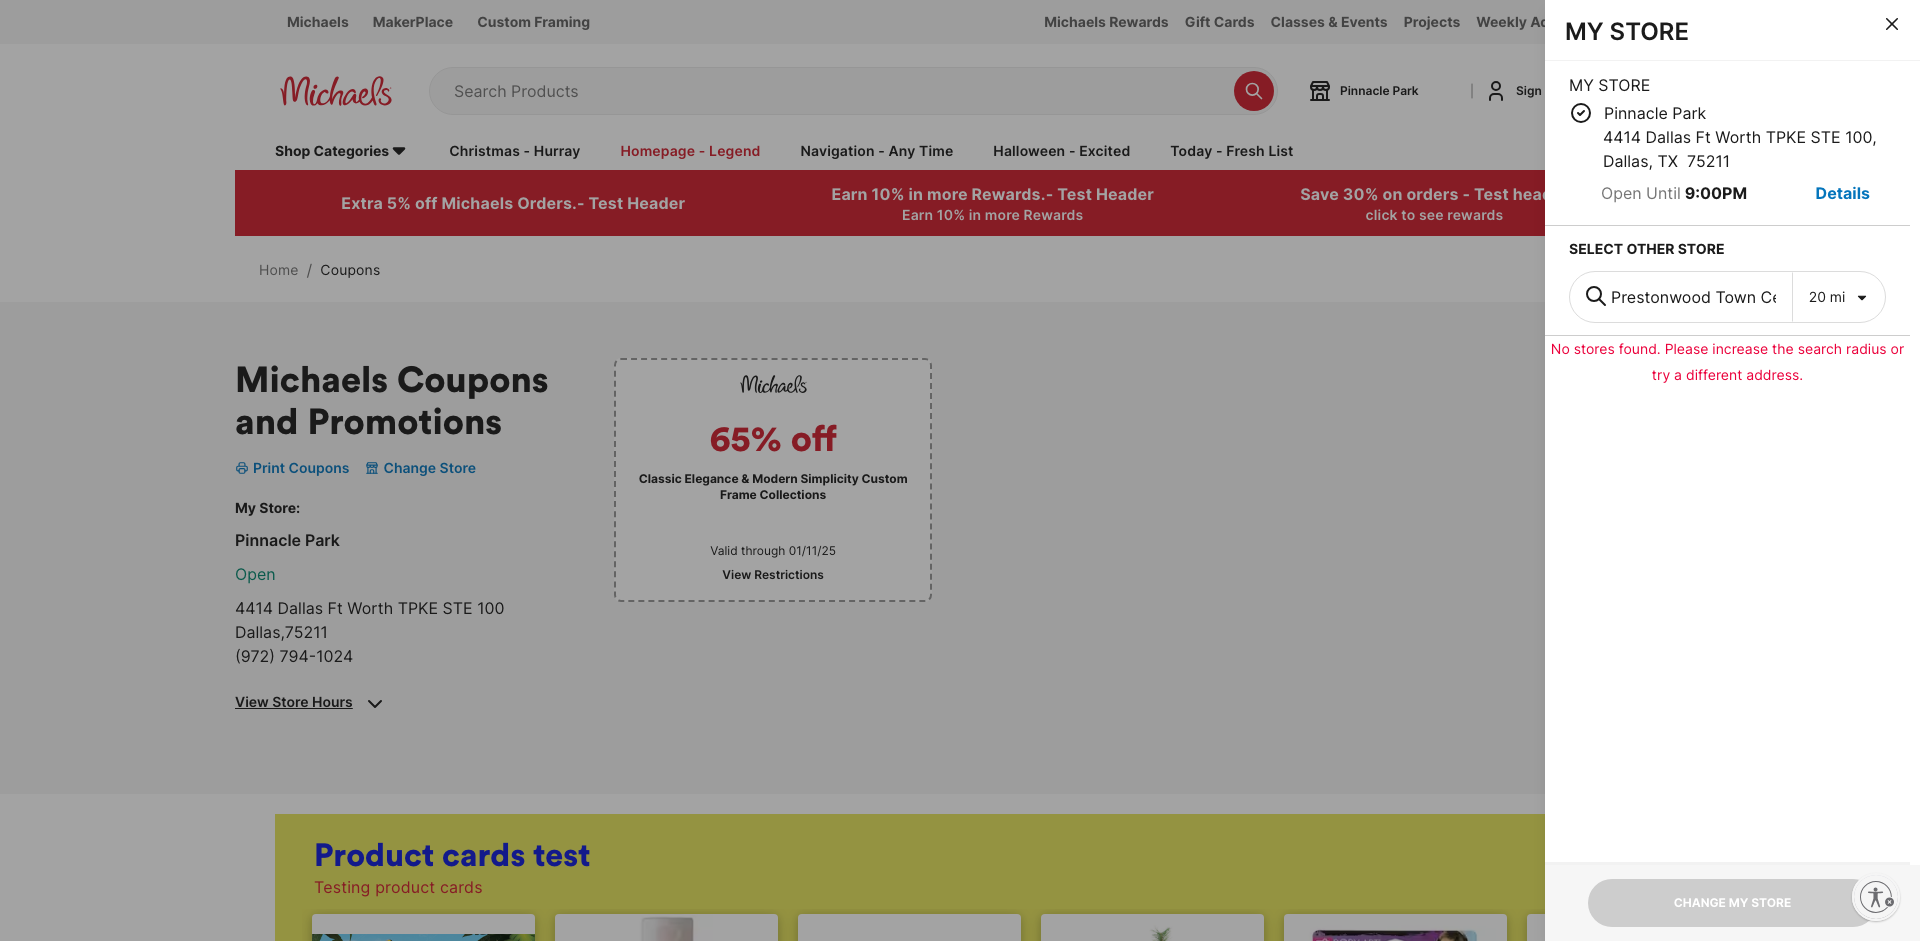 Michaels MakerPlace Custom Framing
Michaels Rewards Gift Cards Classes & Events Projects Weekly
Michaels
Search Products
Pinnacle Park
Sign
Shop Categories Christmas - Hurray Homepage - Legend Navigation - Any Time Halloween - Excited Today - Fresh List
Extra 5% off Michaels Orders.- Test Header
Earn 10% in more Rewards.- Test Header
Earn 10% in more Rewards
Save 30% on orders - Test
click to see rewards
Home / Coupons
Michaels Coupons
and Promotions
Print Coupons Change Store
My Store:
Pinnacle Park
Open
4414 Dallas Ft Worth TPKE STE 100
Dallas,75211
(972) 794-1024
View Store Hours
Michaels
65% off
Classic Elegance & Modern Simplicity Custom
Frame Collections
Valid through 01/11/25
View Restrictions
Product cards test
Testing product cards
MY STORE
MY STORE
Pinnacle Park
4414 Dallas Ft Worth TPKE STE 100,
Dallas, TX 75211
Open Until 9:00PM Details
SELECT OTHER STORE
Prestonwood Town Ce
20 mi
No stores found. Please increase the search radius or
try a different address.
CHANGE MY STORE